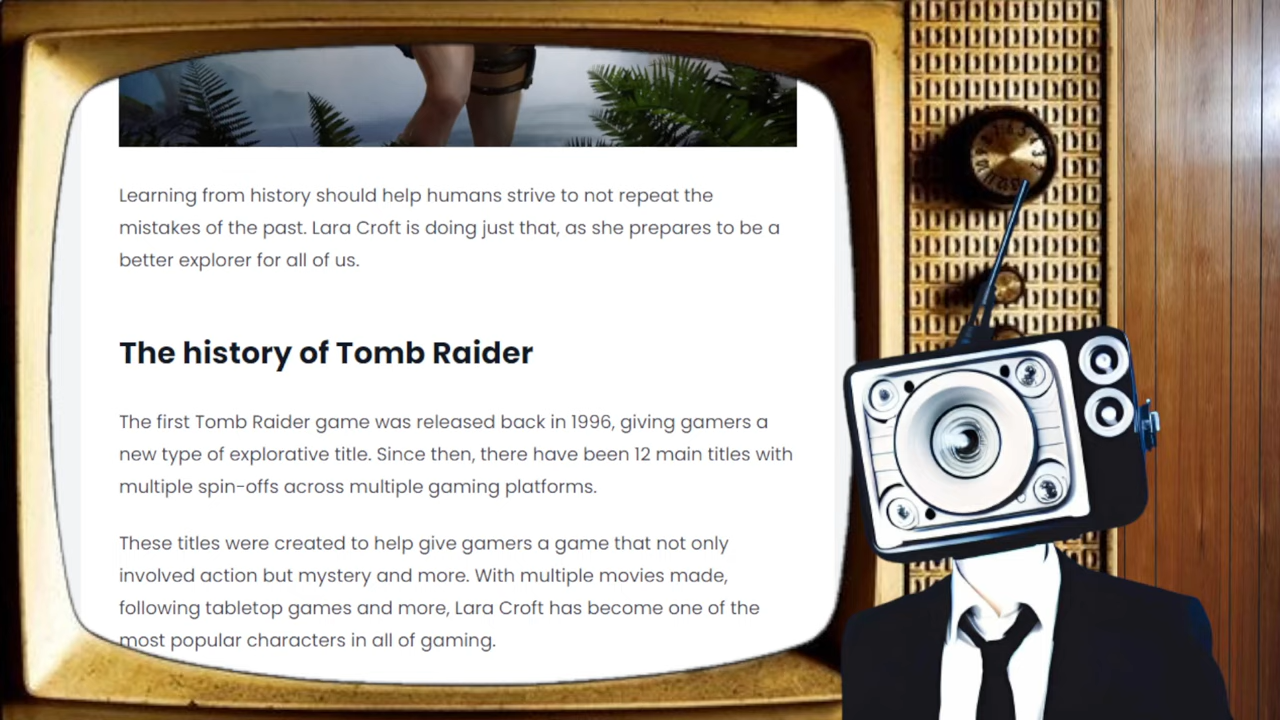 Learning from history should help humans strive to not repeat the
mistakes of the past. Lara Croft is doing just that, as she prepares to be a
better explorer for all of us.
The history of Tomb Raider
The first Tomb Raider game was released back in 1996, giving gamers a
new type of explorative title. Since then, there have been 12 main titles with
multiple spin-offs across multiple gaming platforms.
These titles were created to help give gamers a game that not only
involved action but mystery and more. With multiple movies made,
following tabletop games and more, Lara Croft has become one of the
most popular characters in all of gaming.